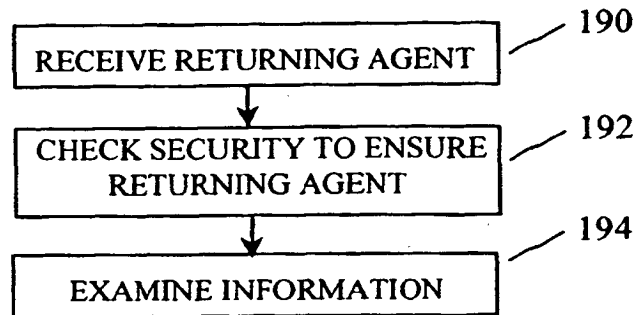 190
RECEIVE RETURNING AGENT
192
CHECK SECURITY TO ENSURE
RETURNING AGENT
194
EXAMINE INFORMATION